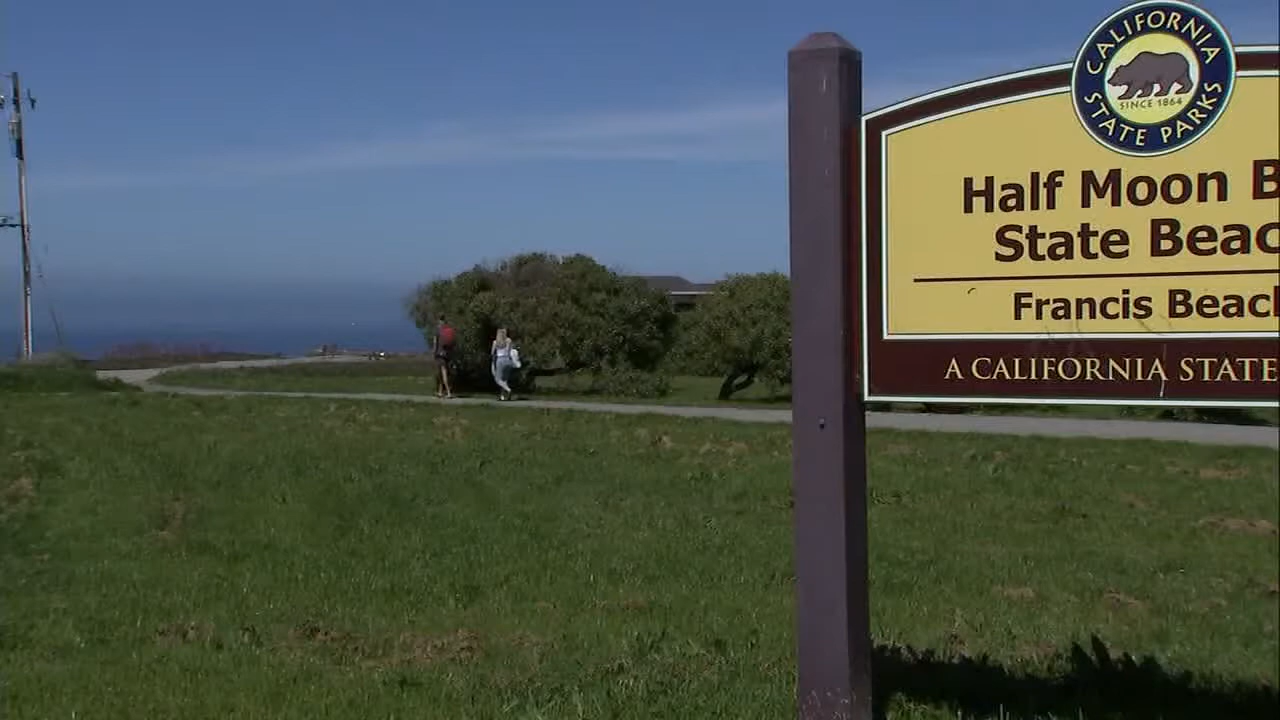 CALIFORNIA
SINCE 1864
STATE PARKS
Half Moon B
State Beac
Francis Beach
A CALIFORNIA STATE